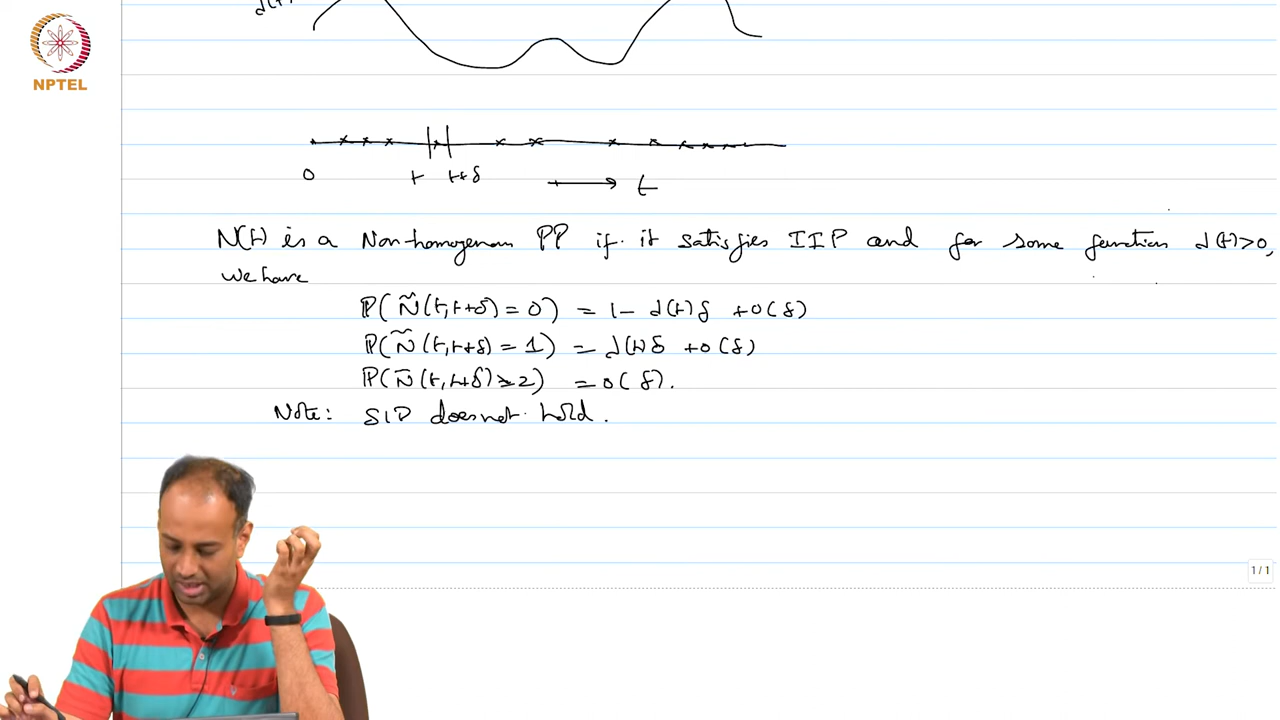 NPTEL
λ(t)
0 t t+δ t
N(t) is a Non-homogenous PP if it satisfies IIP and for some function λ(t)>0,
we have
ℙ(Ñ(t,t+δ)=0) = 1-λ(t)δ +o(δ)
ℙ(Ñ(t,t+δ)=1) = λ(t)δ +o(δ)
ℙ(Ñ(t,t+δ)≥2) = o(δ).
Note: SIP does not hold.
1/1